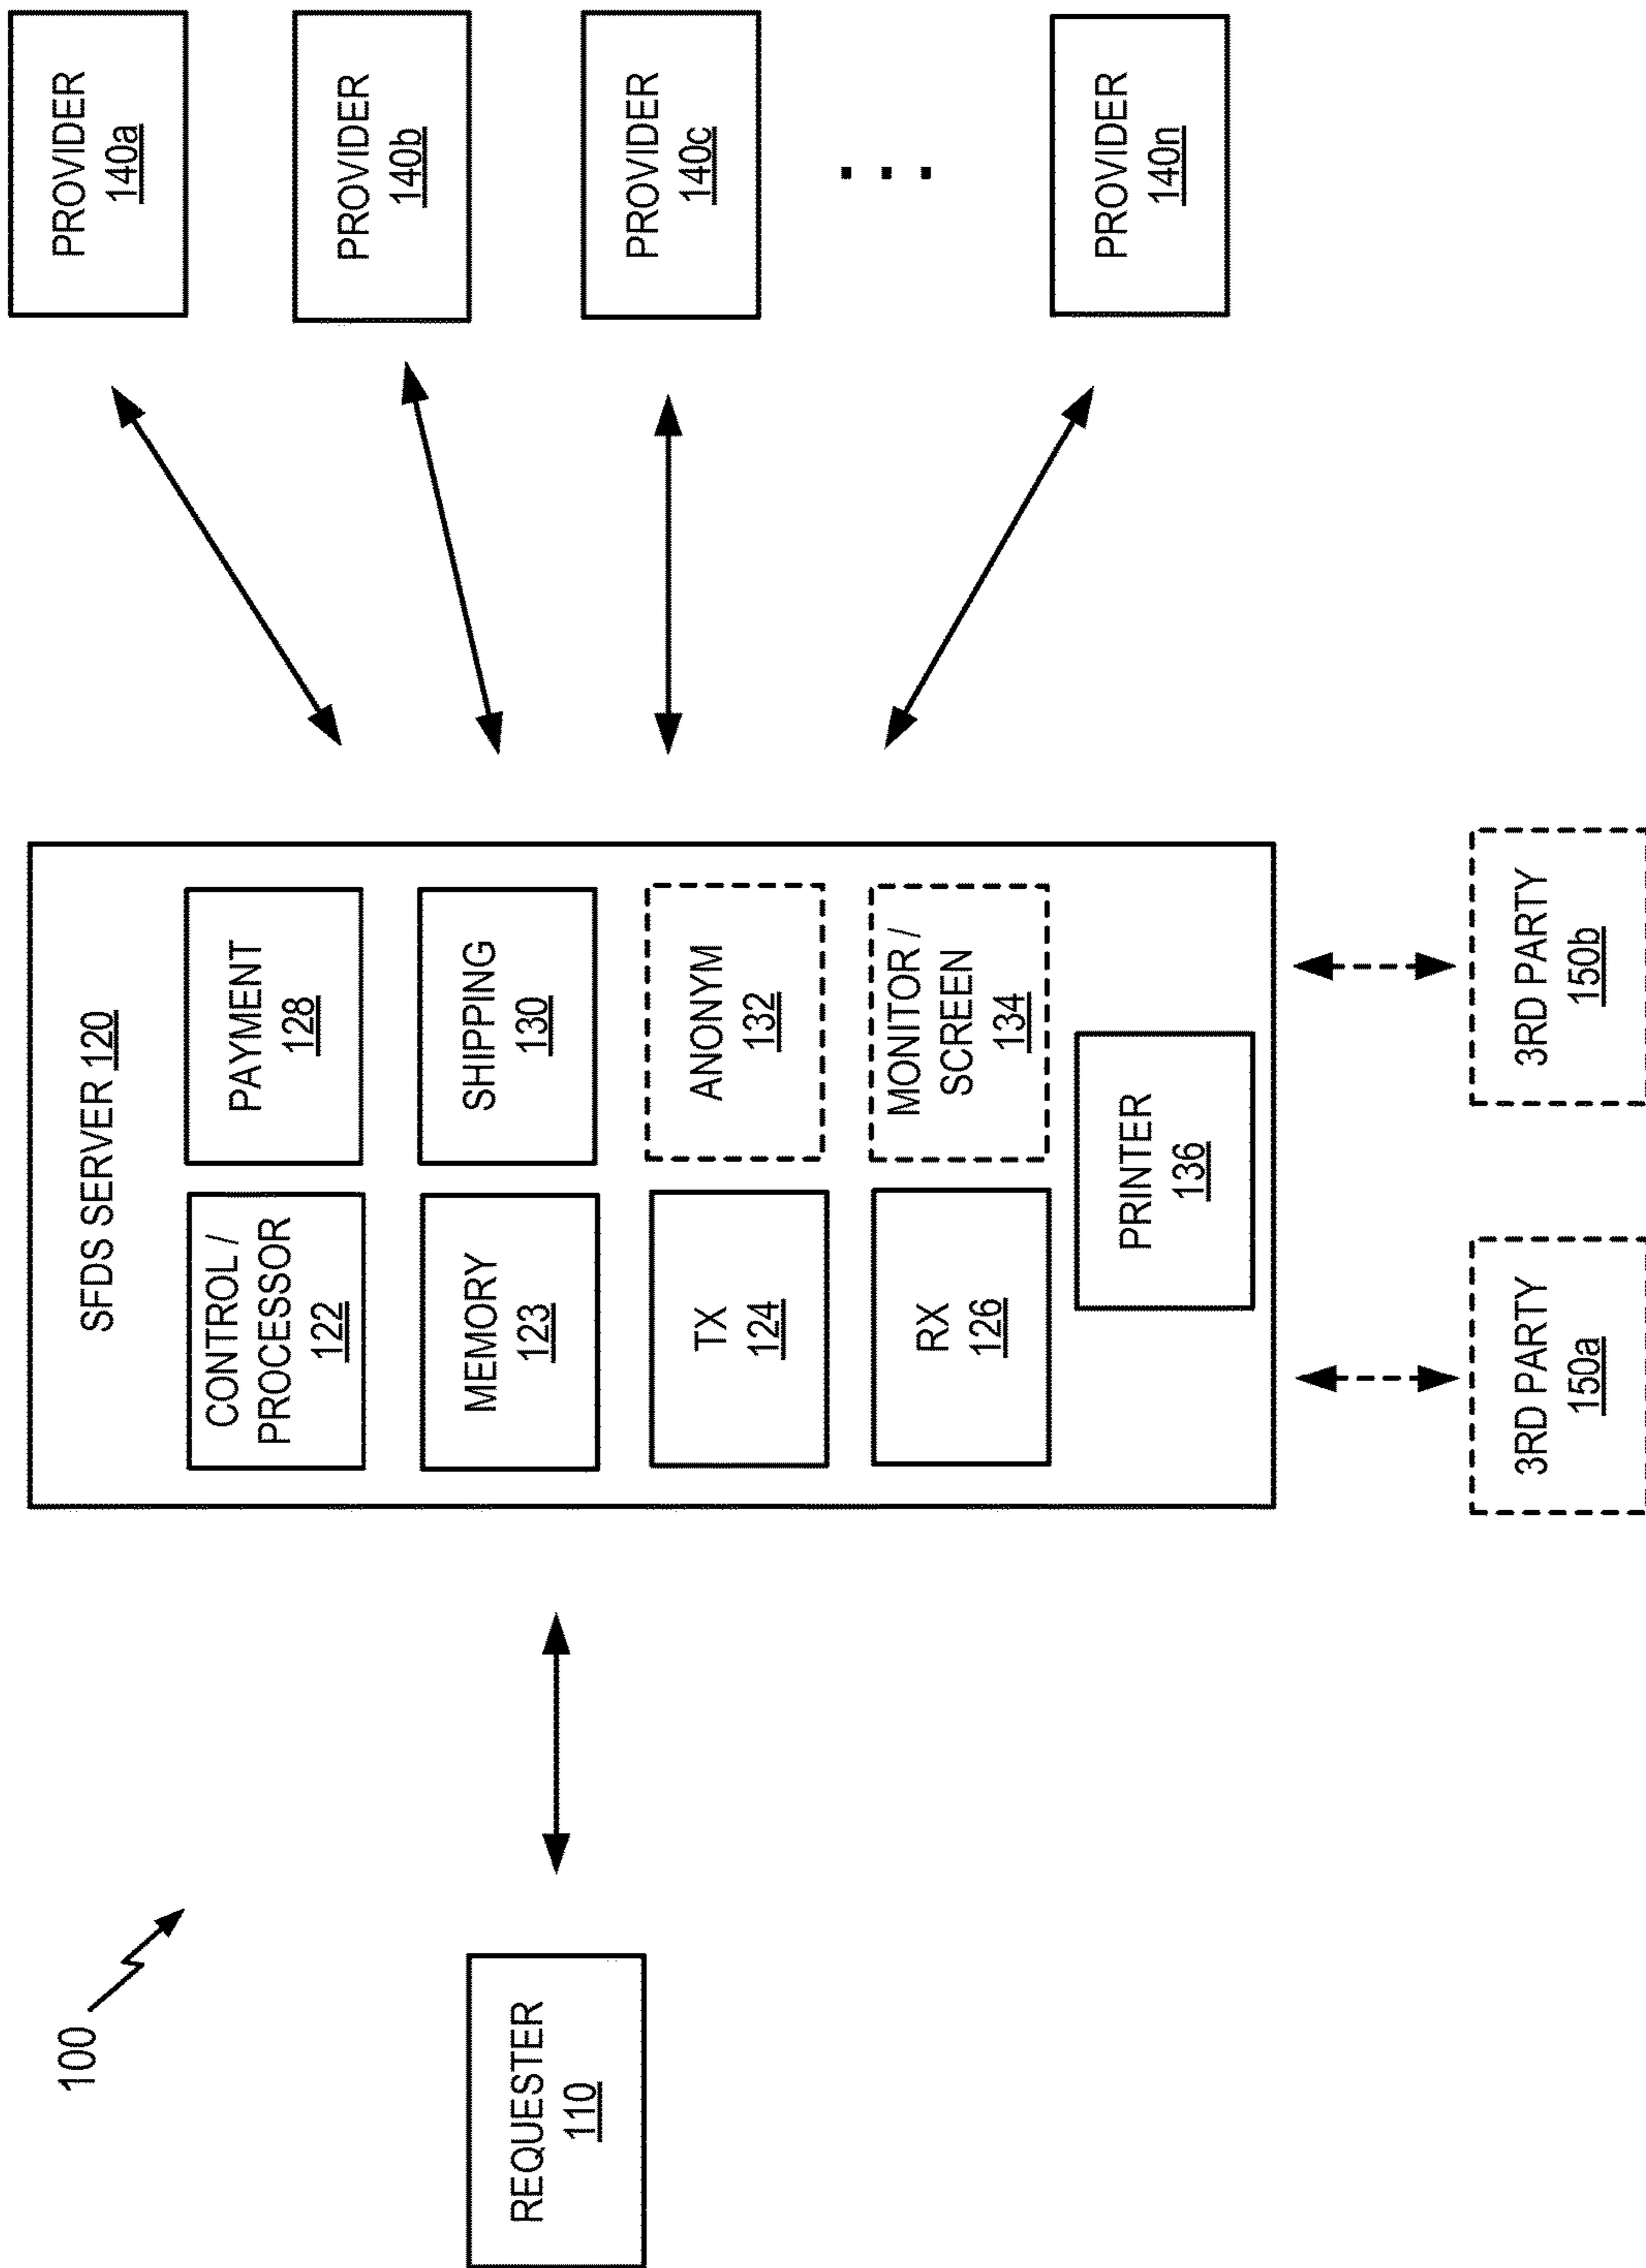 100
REQUESTER
110
SFDS SERVER 120
CONTROL /
PROCESSOR
122
PAYMENT
128
MEMORY
123
SHIPPING
130
TX
124
ANONYM
132
RX
126
MONITOR /
SCREEN
134
PRINTER
136
3RD PARTY
150a
3RD PARTY
150b
PROVIDER
140a
PROVIDER
140b
PROVIDER
140c
. . .
PROVIDER
140n